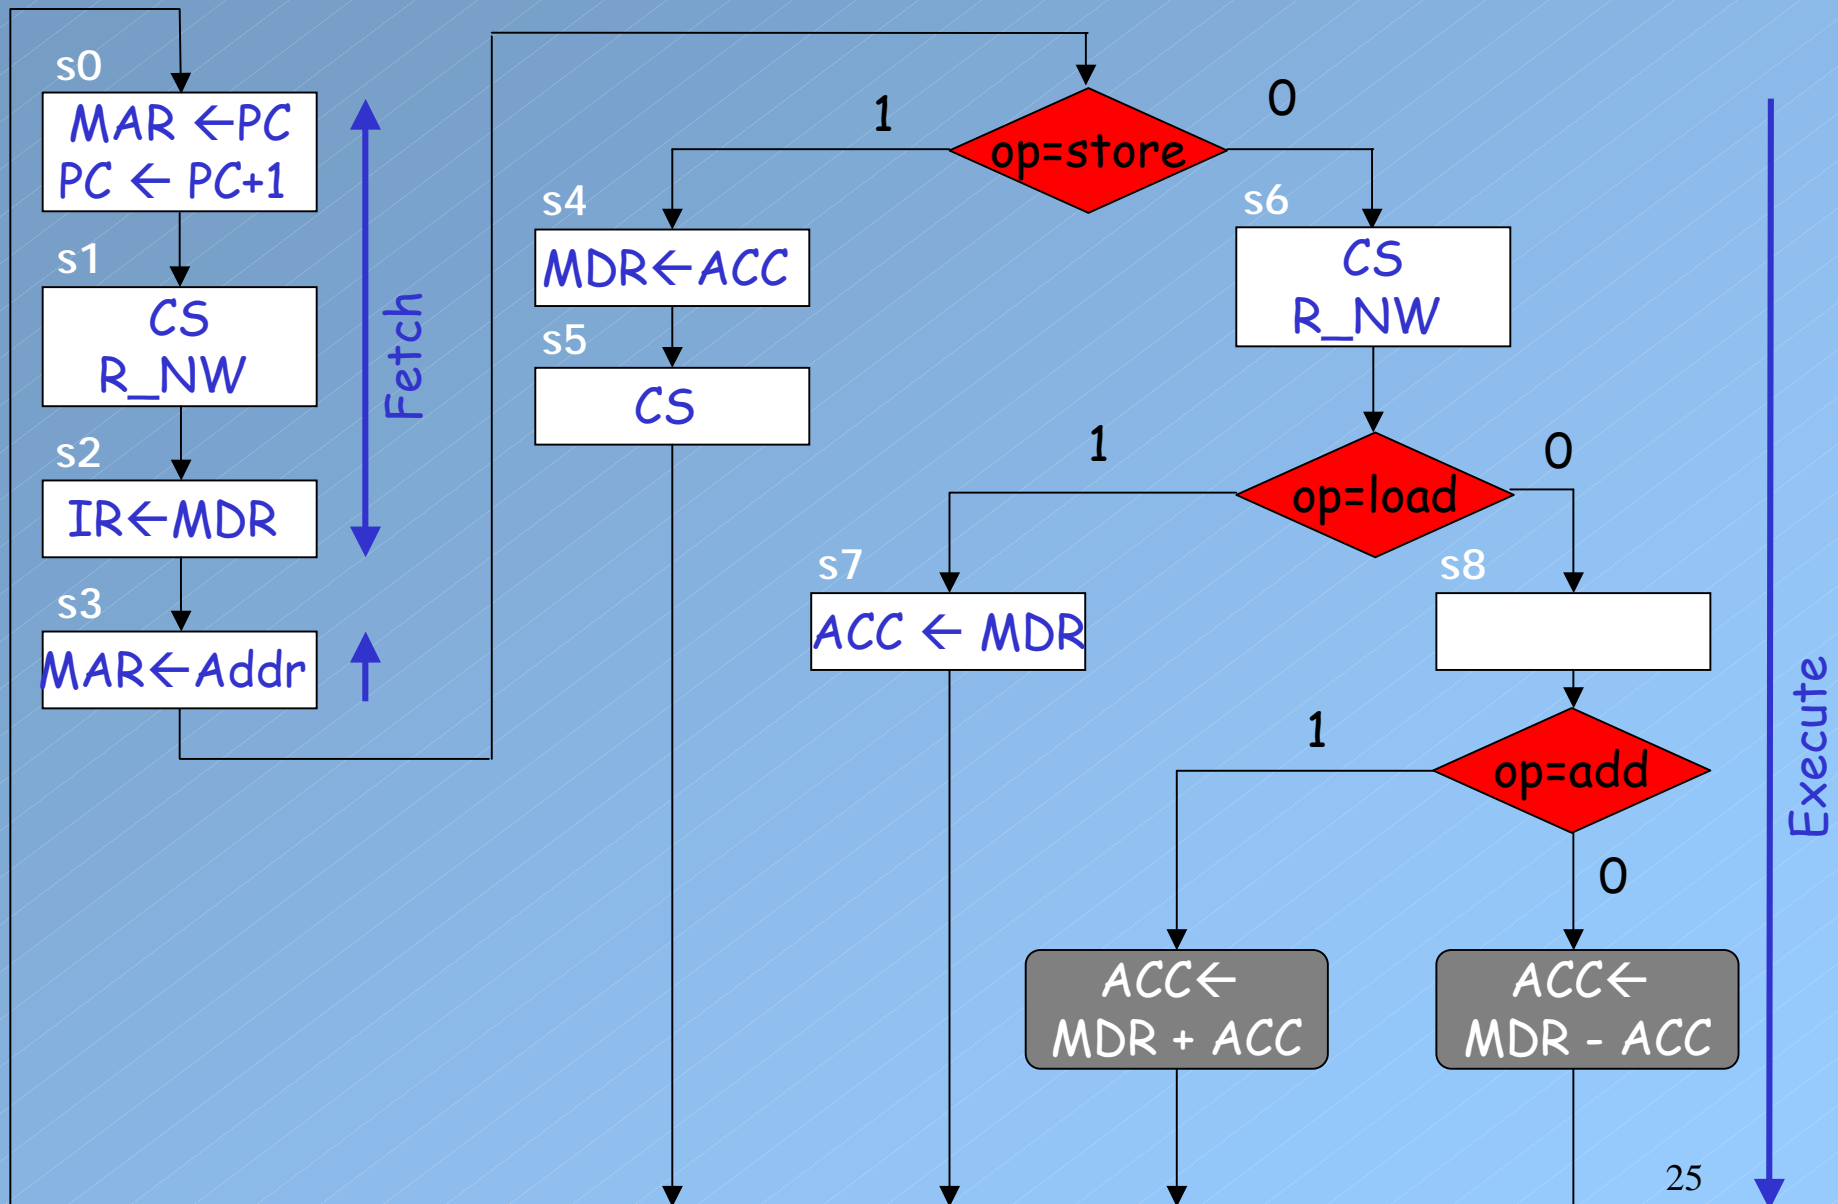 s0
MAR ←PC
PC ← PC+1
s1
CS
R_NW
s2
IR←MDR
s3
MAR←Addr
Fetch
op=store
1
0
s4
MDR←ACC
s5
CS
s6
CS
R_NW
op=load
1
0
s7
ACC ← MDR
s8
op=add
1
0
ACC←
MDR + ACC
ACC←
MDR - ACC
Execute
25